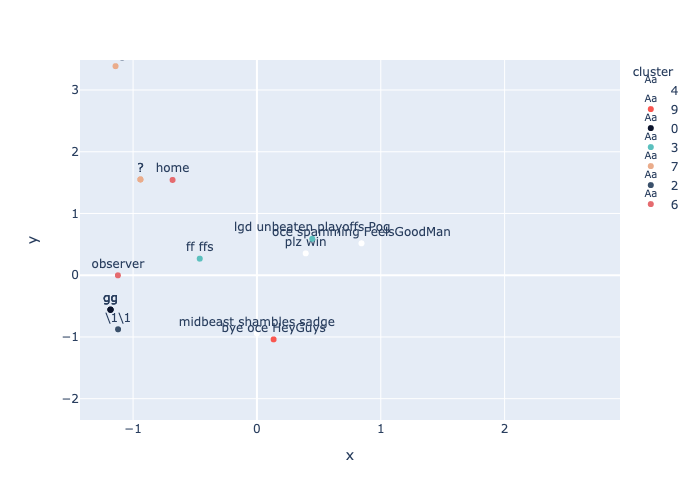 cluster
Aa 4
Aa 9
Aa 0
Aa 3
Aa 7
Aa 2
Aa 6
3
2
1
0
−1
−2
y
? home
lgd unbeaten playoffs Pog
oce spamming FeelsGoodMan
plz win
ff ffs
observer
gg
\1\1
midbeast shambles sadge
bye oce HeyGuys
−1 0 1 2
x